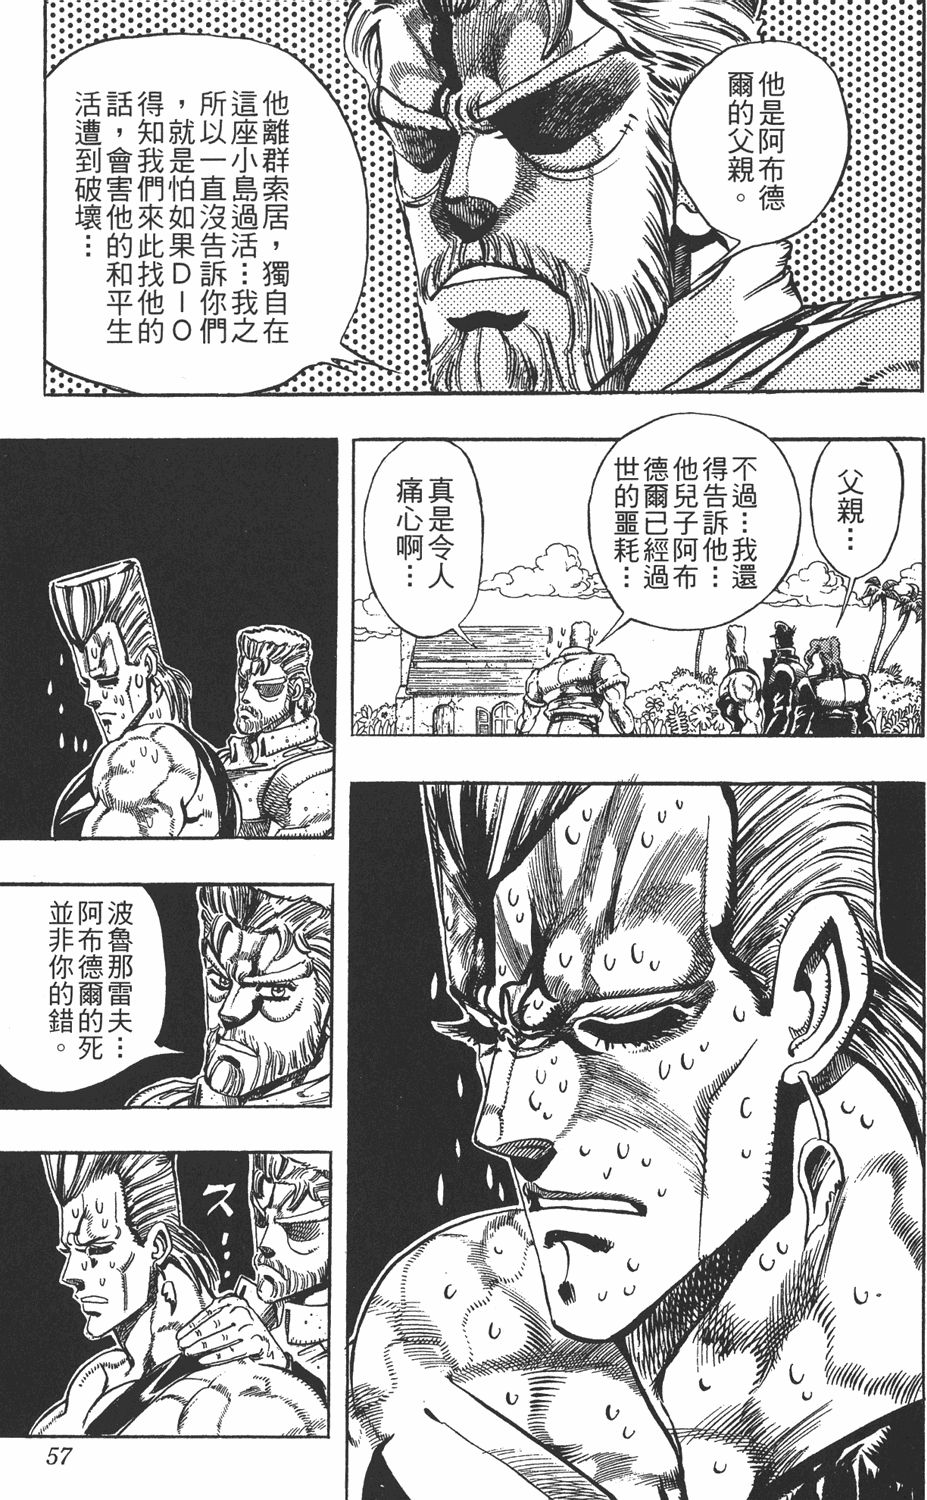 他是阿布德
爾的父親。
他離群索居，獨自在
這座小島過活…我之
所以一直沒告訴你們
，就是怕如果DIO
得知我們來此找他的
話，會害他的和平生
活遭到破壞…
父親…
不過…我還
得告訴他…
他兒子阿布
德爾已經過
世的噩耗…
真是令人
痛心啊…
波魯那雷夫…
阿布德爾的死
並非你的錯。
ス…
57